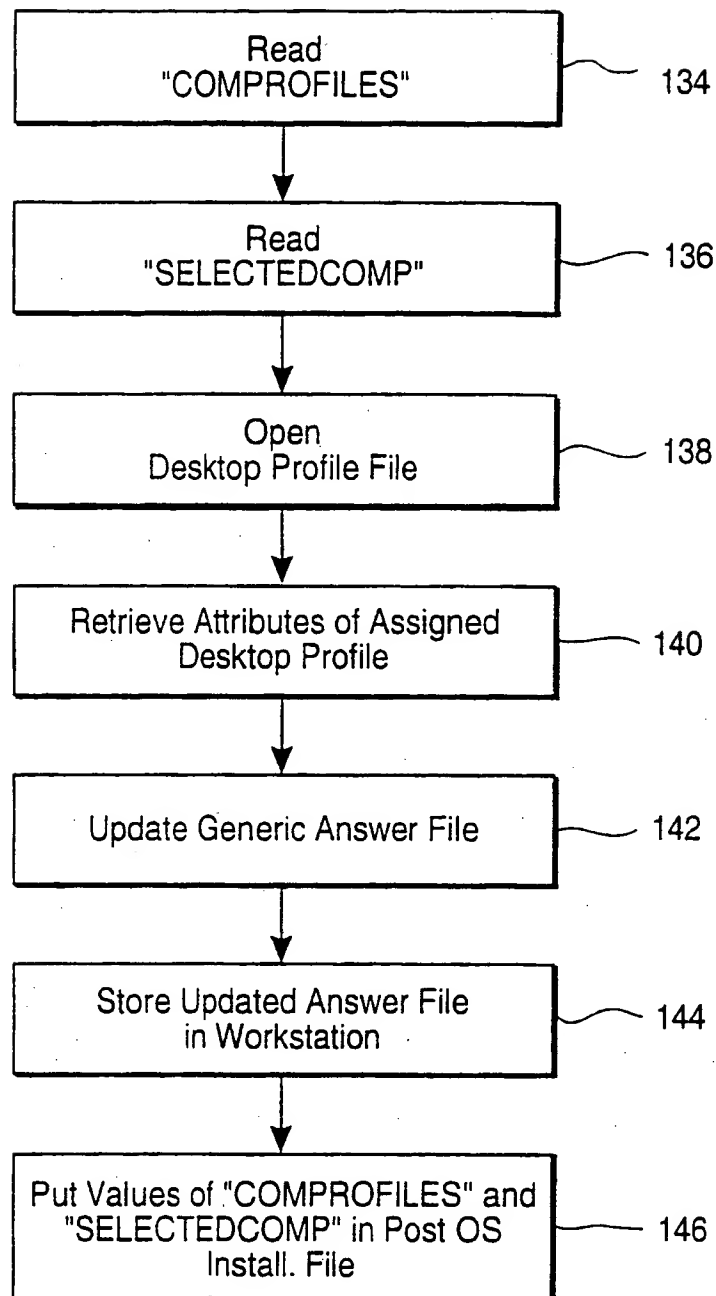 Read
"COMPROFILES"
134
Read
"SELECTEDCOMP"
136
Open
Desktop Profile File
138
Retrieve Attributes of Assigned
Desktop Profile
140
Update Generic Answer File
142
Store Updated Answer File
in Workstation
144
Put Values of "COMPROFILES" and
"SELECTEDCOMP" in Post OS
Install. File
146